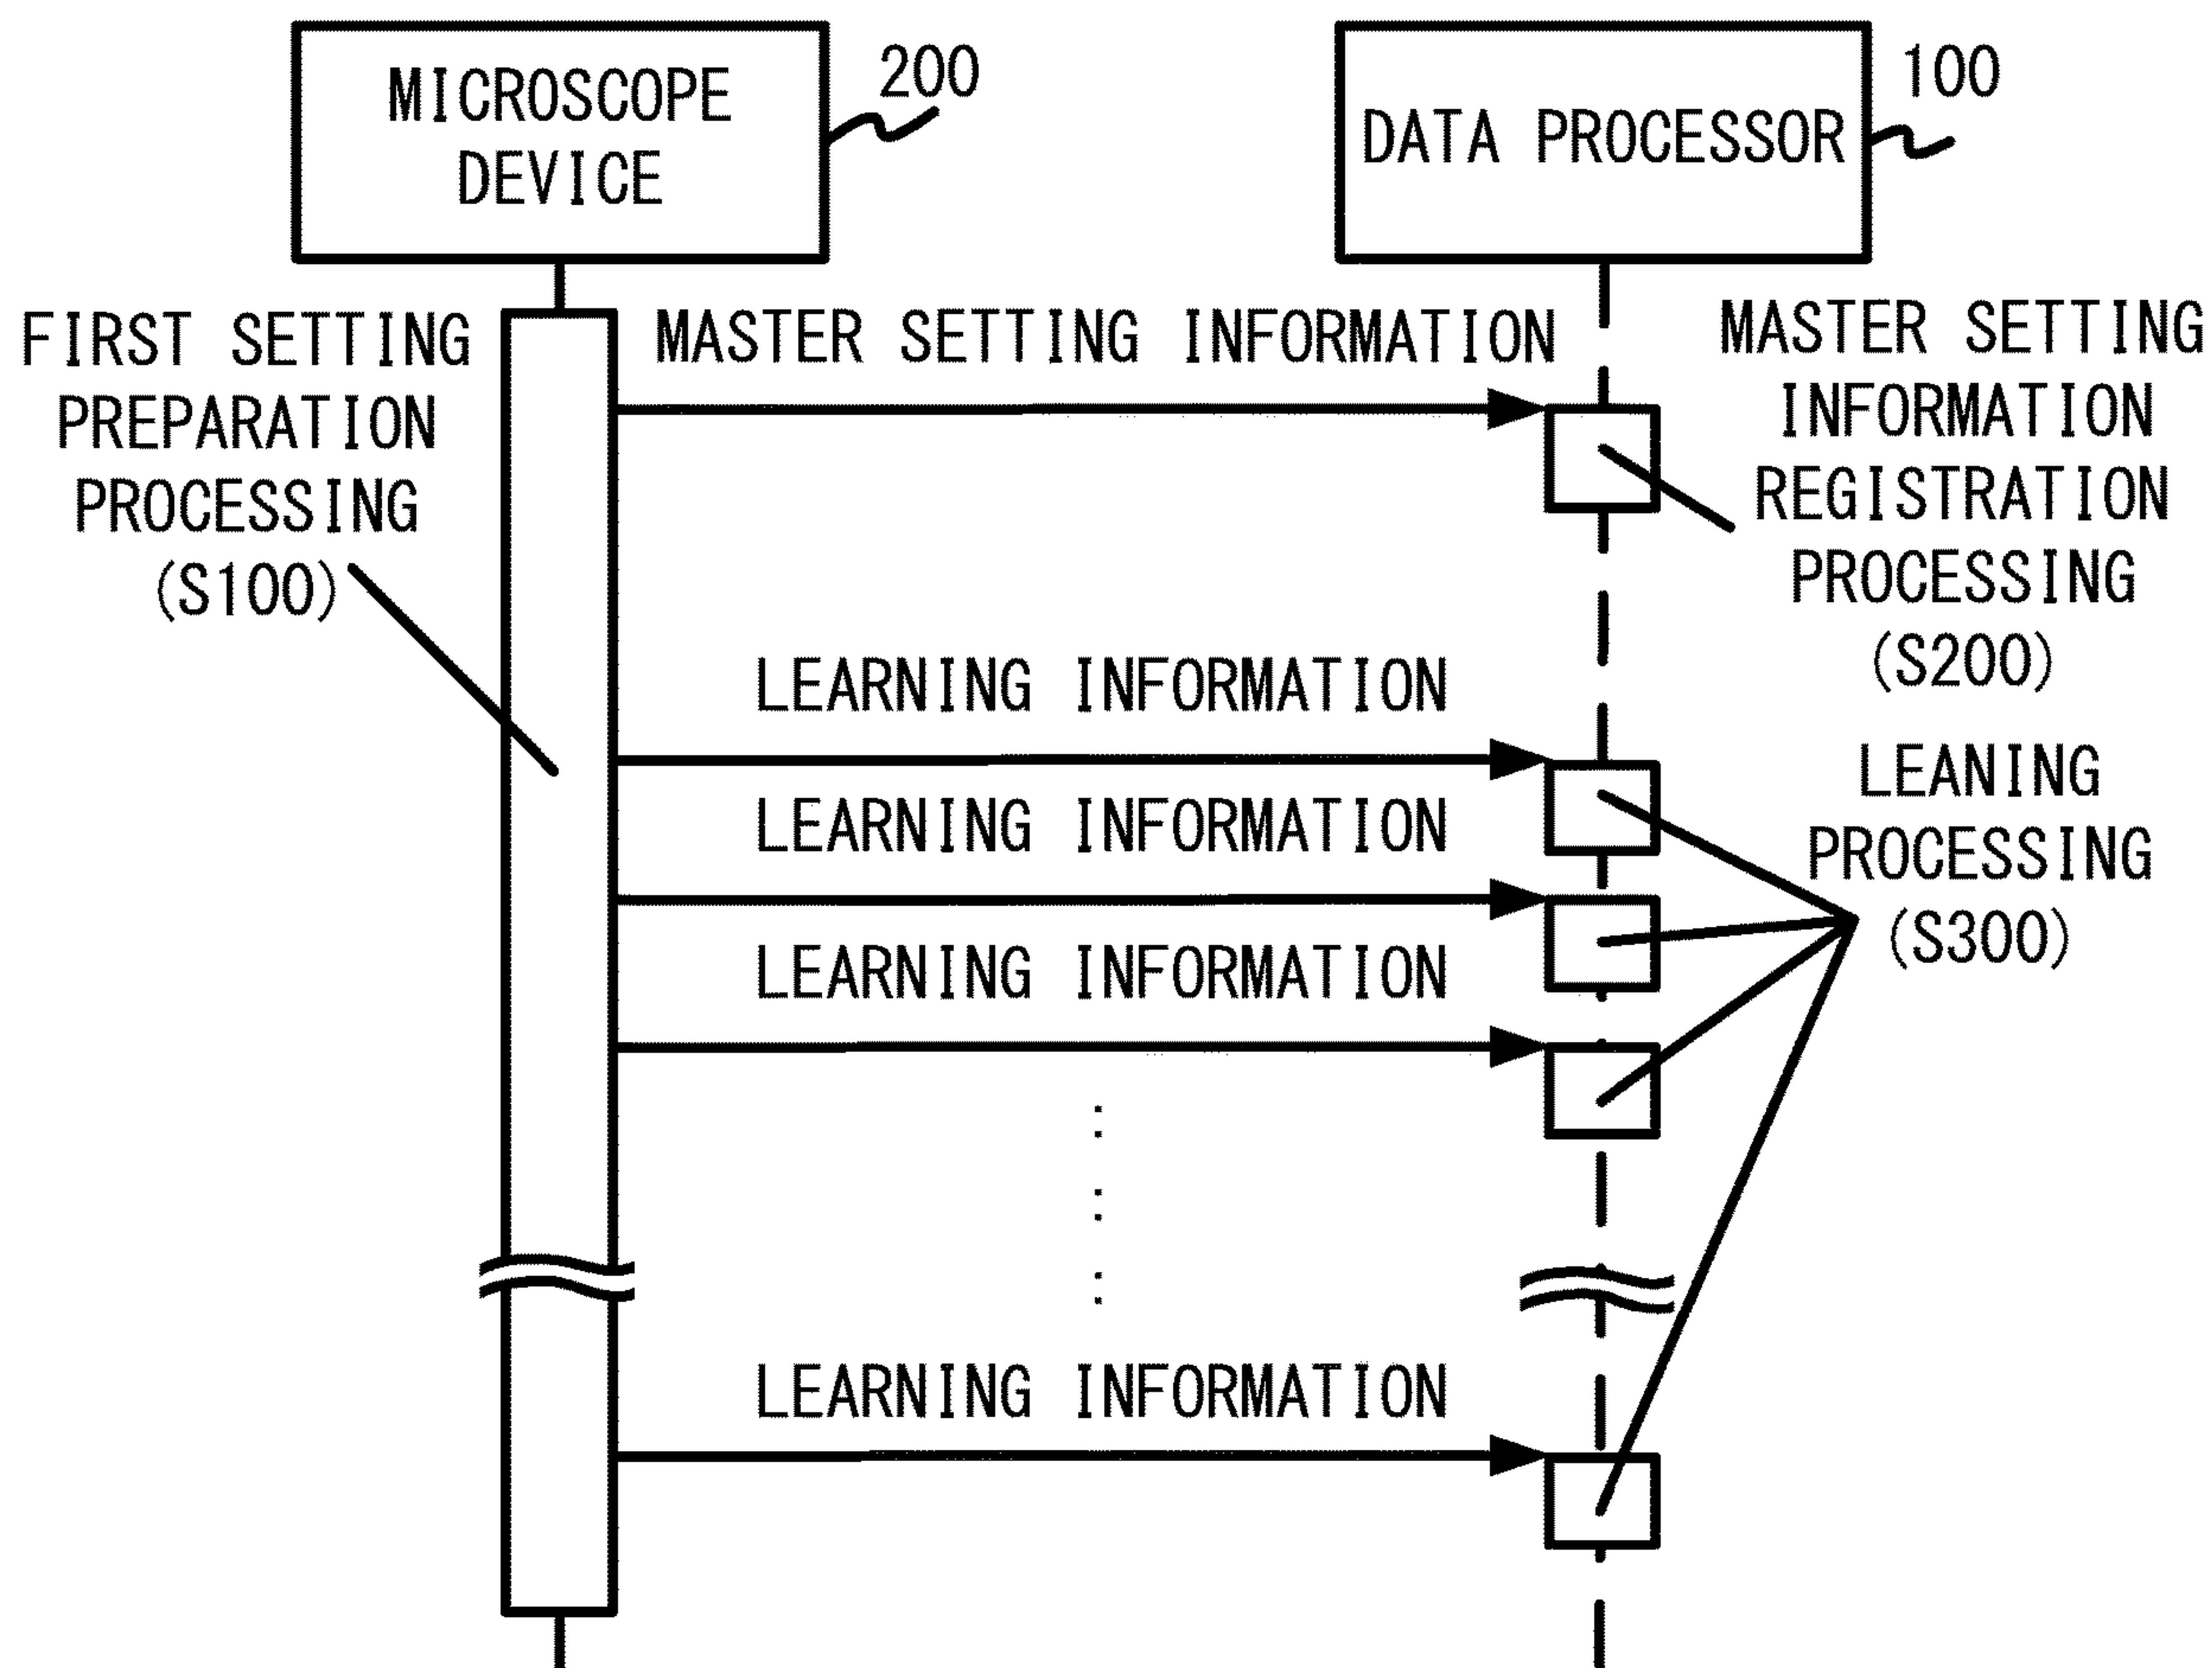 MICROSCOPE
DEVICE
200
DATA PROCESSOR
100
FIRST SETTING
PREPARATION
PROCESSING
(S100)
MASTER SETTING INFORMATION
MASTER SETTING
INFORMATION
REGISTRATION
PROCESSING
(S200)
LEARNING INFORMATION
LEARNING INFORMATION
LEARNING INFORMATION
LEANING
PROCESSING
(S300)
LEARNING INFORMATION